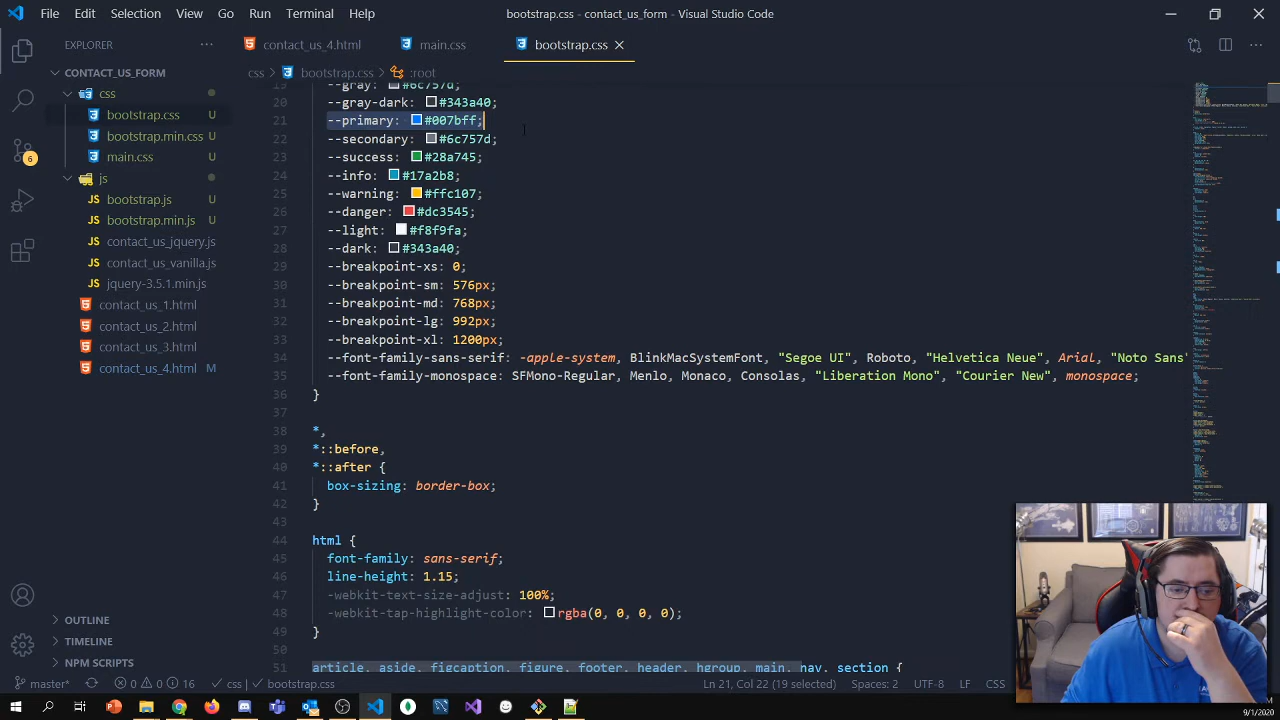 File Edit Selection View Go Run Terminal Help
bootstrap.css - contact_us_form - Visual Studio Code
EXPLORER
contact_us_4.html
main.css
bootstrap.css
CONTACT_US_FORM
css > bootstrap.css > :root
css
bootstrap.css U
bootstrap.min.css U
main.css U
js
bootstrap.js U
bootstrap.min.js U
contact_us_jquery.js
contact_us_vanilla.js
jquery-3.5.1.min.js
contact_us_1.html
contact_us_2.html
contact_us_3.html
contact_us_4.html M
OUTLINE
TIMELINE
NPM SCRIPTS
6
19 --gray: #6c757d;
20 --gray-dark: #343a40;
21 --primary: #007bff;
22 --secondary: #6c757d;
23 --success: #28a745;
24 --info: #17a2b8;
25 --warning: #ffc107;
26 --danger: #dc3545;
27 --light: #f8f9fa;
28 --dark: #343a40;
29 --breakpoint-xs: 0;
30 --breakpoint-sm: 576px;
31 --breakpoint-md: 768px;
32 --breakpoint-lg: 992px;
33 --breakpoint-xl: 1200px;
34 --font-family-sans-serif: -apple-system, BlinkMacSystemFont, "Segoe UI", Roboto, "Helvetica Neue", Arial, "Noto Sans"
35 --font-family-monospace: SFMono-Regular, Menlo, Monaco, Consolas, "Liberation Mono", "Courier New", monospace;
36 }
37
38 *,
39 *::before,
40 *::after {
41 box-sizing: border-box;
42 }
43
44 html {
45 font-family: sans-serif;
46 line-height: 1.15;
47 -webkit-text-size-adjust: 100%;
48 -webkit-tap-highlight-color: rgba(0, 0, 0, 0);
49 }
50
51 article, aside, figcaption, figure, footer, header, hgroup, main, nav, section {
master* 0 0 16 css | bootstrap.css
Ln 21, Col 22 (19 selected) Spaces: 2 UTF-8 LF CSS
9/1/2020